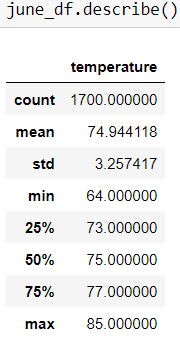 june_df.describe()
temperature
count 1700.000000
mean 74.944118
std 3.257417
min 64.000000
25% 73.000000
50% 75.000000
75% 77.000000
max 85.000000